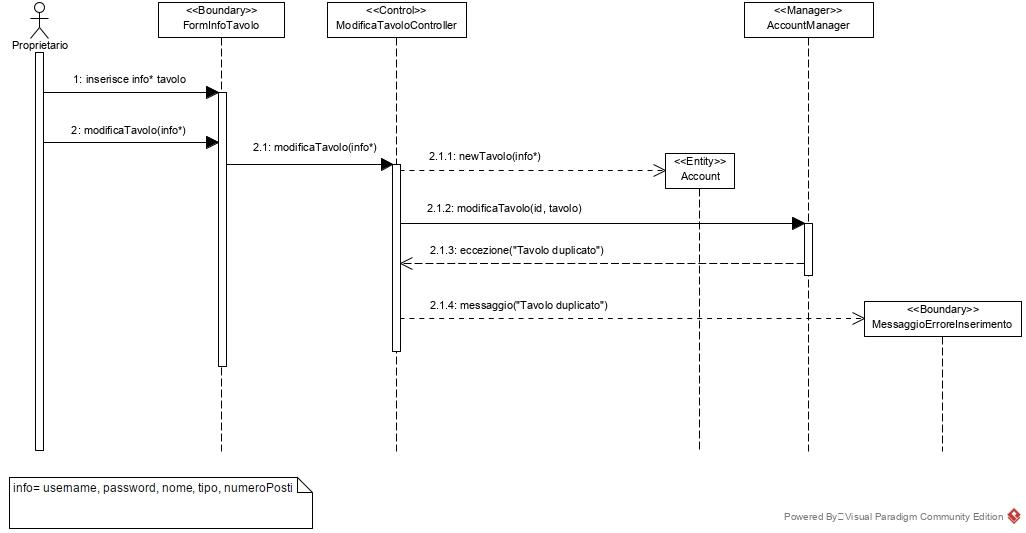 <<Boundary>>
FormInfoTavolo
<<Control>>
ModificaTavoloController
<<Manager>>
AccountManager
Proprietario
1: inserisce info* tavolo
2: modificaTavolo(info*)
2.1: modificaTavolo(info*)
2.1.1: newTavolo(info*)
<<Entity>>
Account
2.1.2: modificaTavolo(id, tavolo)
2.1.3: eccezione("Tavolo duplicato")
2.1.4: messaggio("Tavolo duplicato")
<<Boundary>>
MessaggioErroreInserimento
info= username, password, nome, tipo, numeroPosti
Powered By Visual Paradigm Community Edition